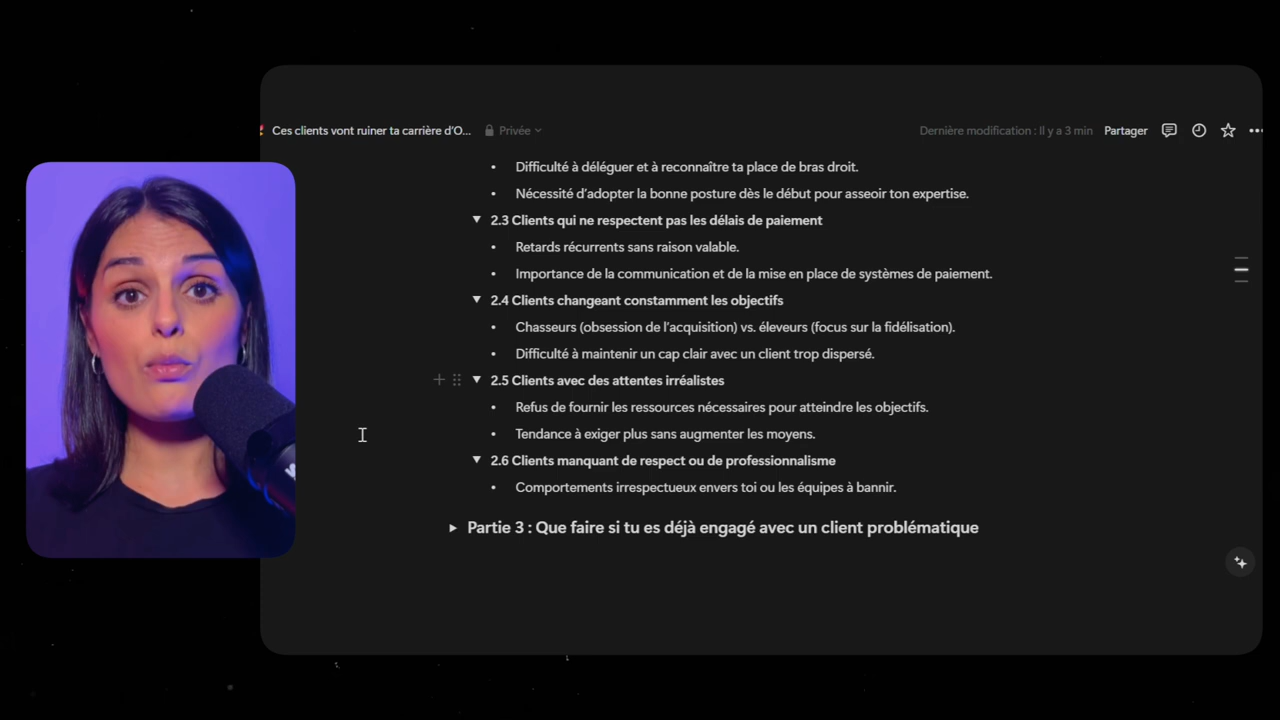 Ces clients vont ruiner ta carrière d'O... Privée Dernière modification : Il y a 3 min Partager
Difficulté à déléguer et à reconnaître ta place de bras droit.
Nécessité d'adopter la bonne posture dès le début pour asseoir ton expertise.
2.3 Clients qui ne respectent pas les délais de paiement
Retards récurrents sans raison valable.
Importance de la communication et de la mise en place de systèmes de paiement.
2.4 Clients changeant constamment les objectifs
Chasseurs (obsession de l'acquisition) vs. éleveurs (focus sur la fidélisation).
Difficulté à maintenir un cap clair avec un client trop dispersé.
2.5 Clients avec des attentes irréalistes
Refus de fournir les ressources nécessaires pour atteindre les objectifs.
Tendance à exiger plus sans augmenter les moyens.
2.6 Clients manquant de respect ou de professionnalisme
Comportements irrespectueux envers toi ou les équipes à bannir.
Partie 3 : Que faire si tu es déjà engagé avec un client problématique